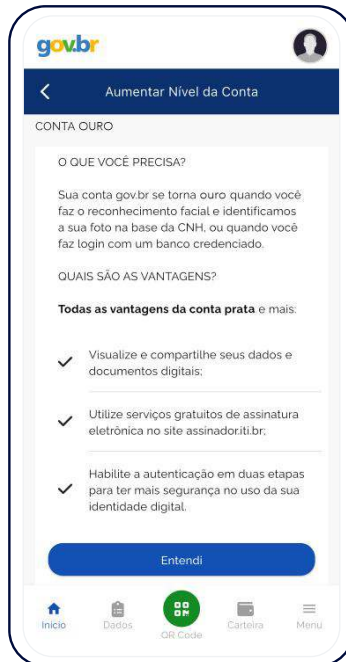 gov.br
Aumentar Nível da Conta
CONTA OURO
O QUE VOCÊ PRECISA?
Sua conta gov.br se torna ouro quando você
faz o reconhecimento facial e identificamos
a sua foto na base da CNH, ou quando você
faz login com um banco credenciado.
QUAIS SÃO AS VANTAGENS?
Todas as vantagens da conta prata e mais:
Visualize e compartilhe seus dados e
documentos digitais;
Utilize serviços gratuitos de assinatura
eletrônica no site assinador.iti.br;
Habilite a autenticação em duas etapas
para ter mais segurança no uso da sua
identidade digital.
Entendi
Início Dados QR Code Carteira Menu